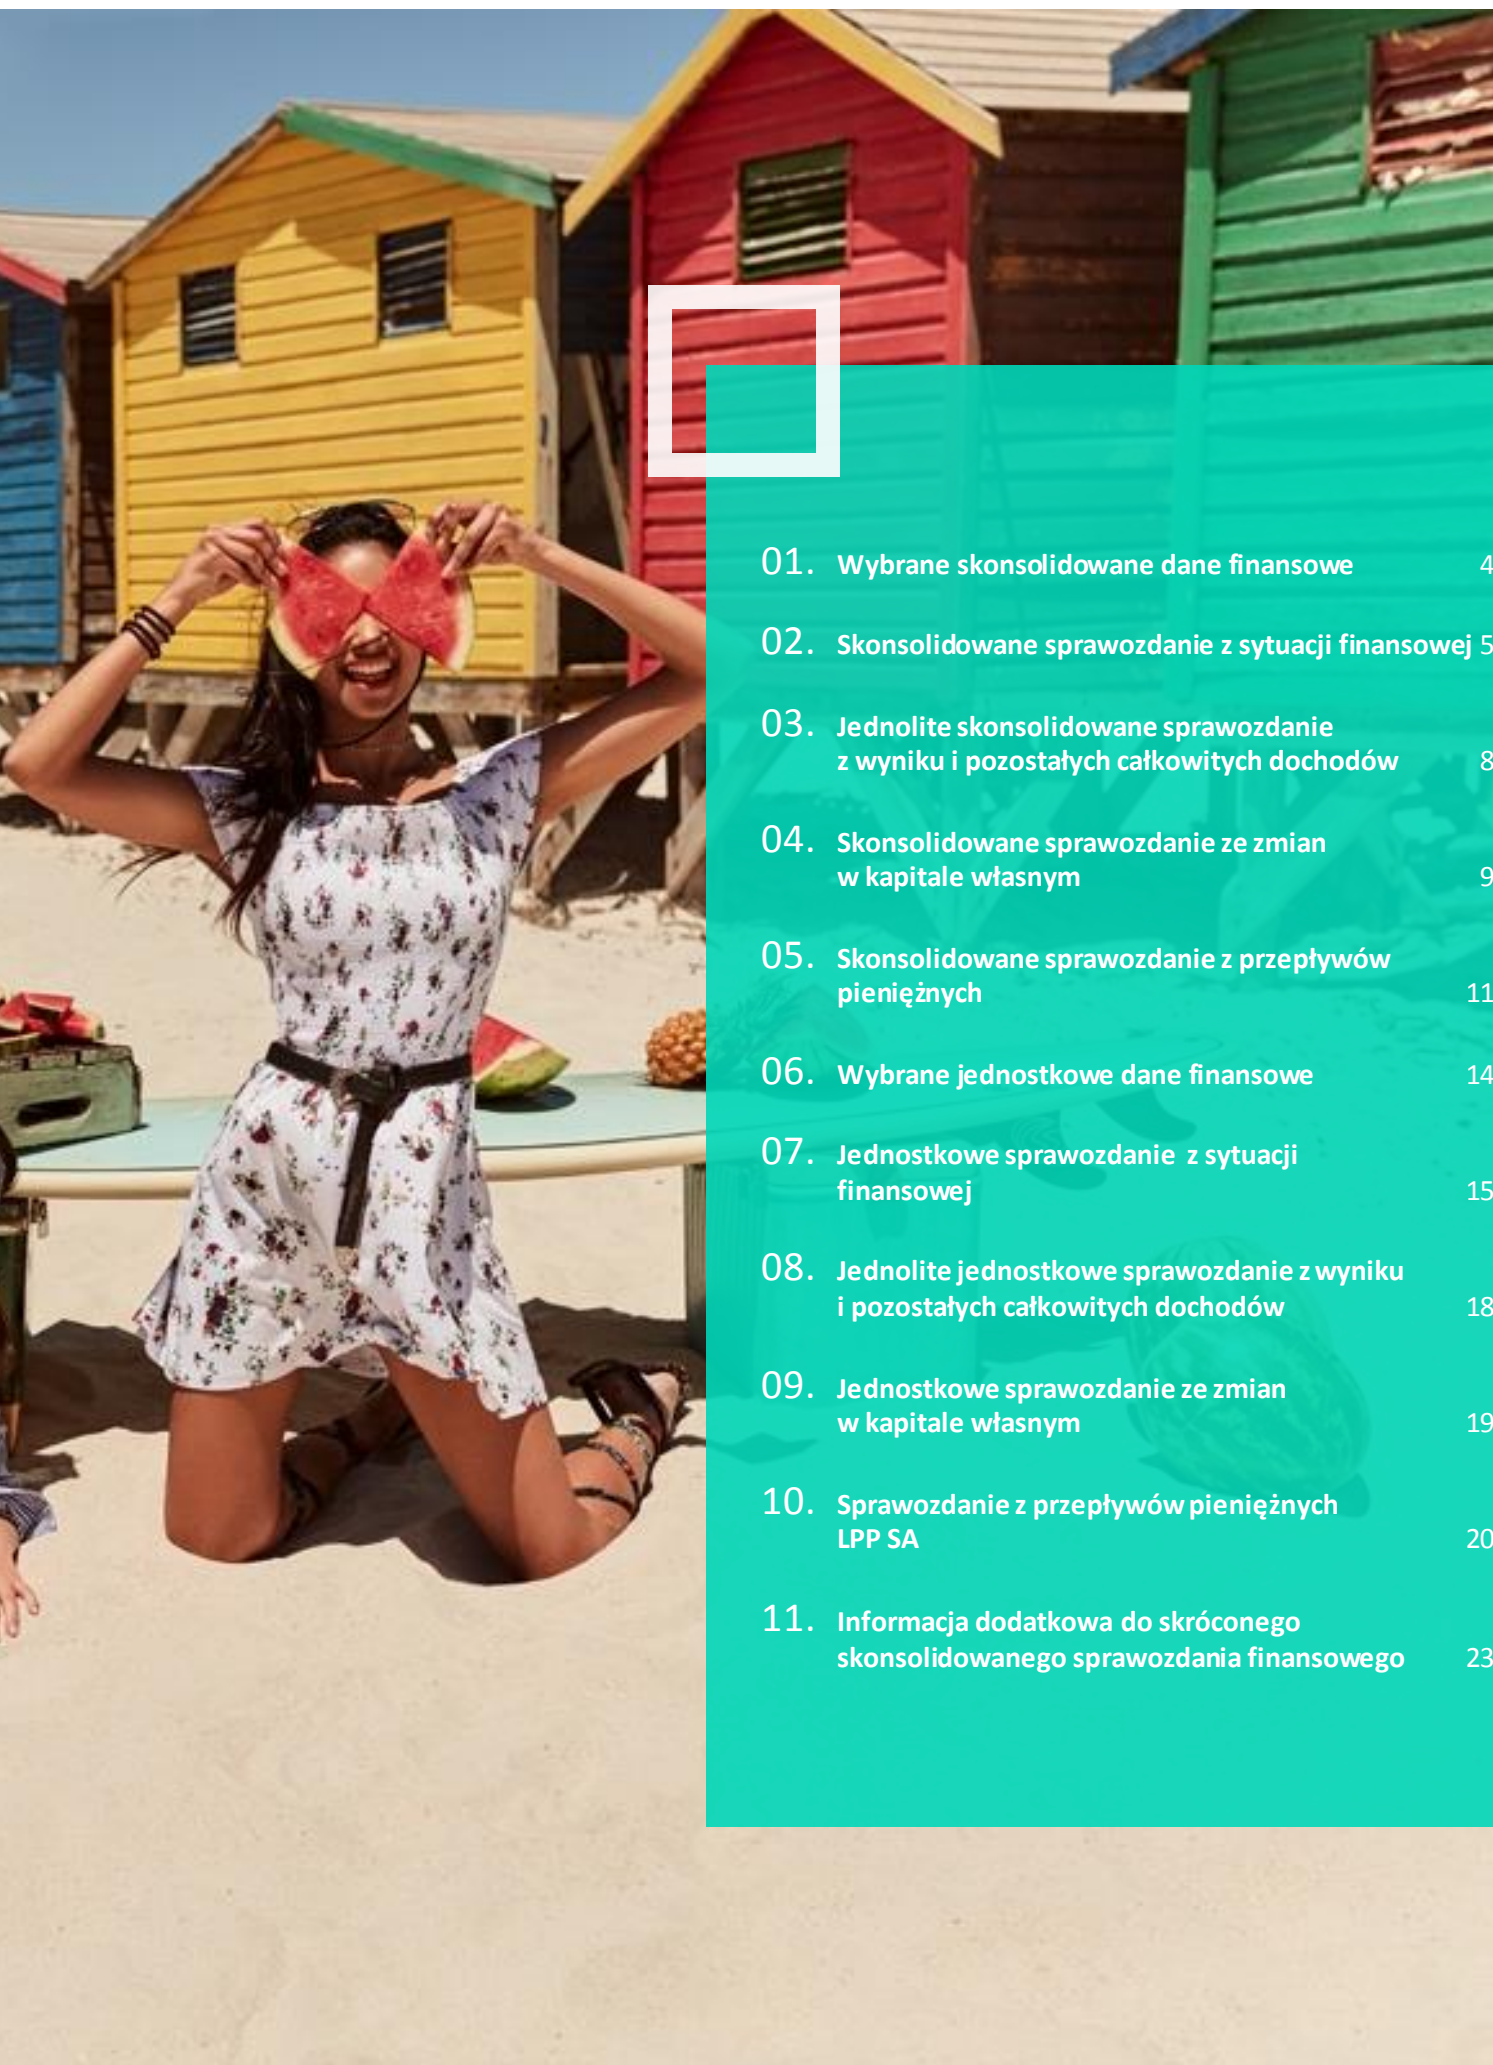 01. Wybrane skonsolidowane dane finansowe 4
02. Skonsolidowane sprawozdanie z sytuacji finansowej 5
03. Jednolite skonsolidowane sprawozdanie
z wyniku i pozostałych całkowitych dochodów 8
04. Skonsolidowane sprawozdanie ze zmian
w kapitale własnym 9
05. Skonsolidowane sprawozdanie z przepływów
pieniężnych 11
06. Wybrane jednostkowe dane finansowe 14
07. Jednostkowe sprawozdanie z sytuacji
finansowej 15
08. Jednolite jednostkowe sprawozdanie z wyniku
i pozostałych całkowitych dochodów 18
09. Jednostkowe sprawozdanie ze zmian
w kapitale własnym 19
10. Sprawozdanie z przepływów pieniężnych
LPP SA 20
11. Informacja dodatkowa do skróconego
skonsolidowanego sprawozdania finansowego 23